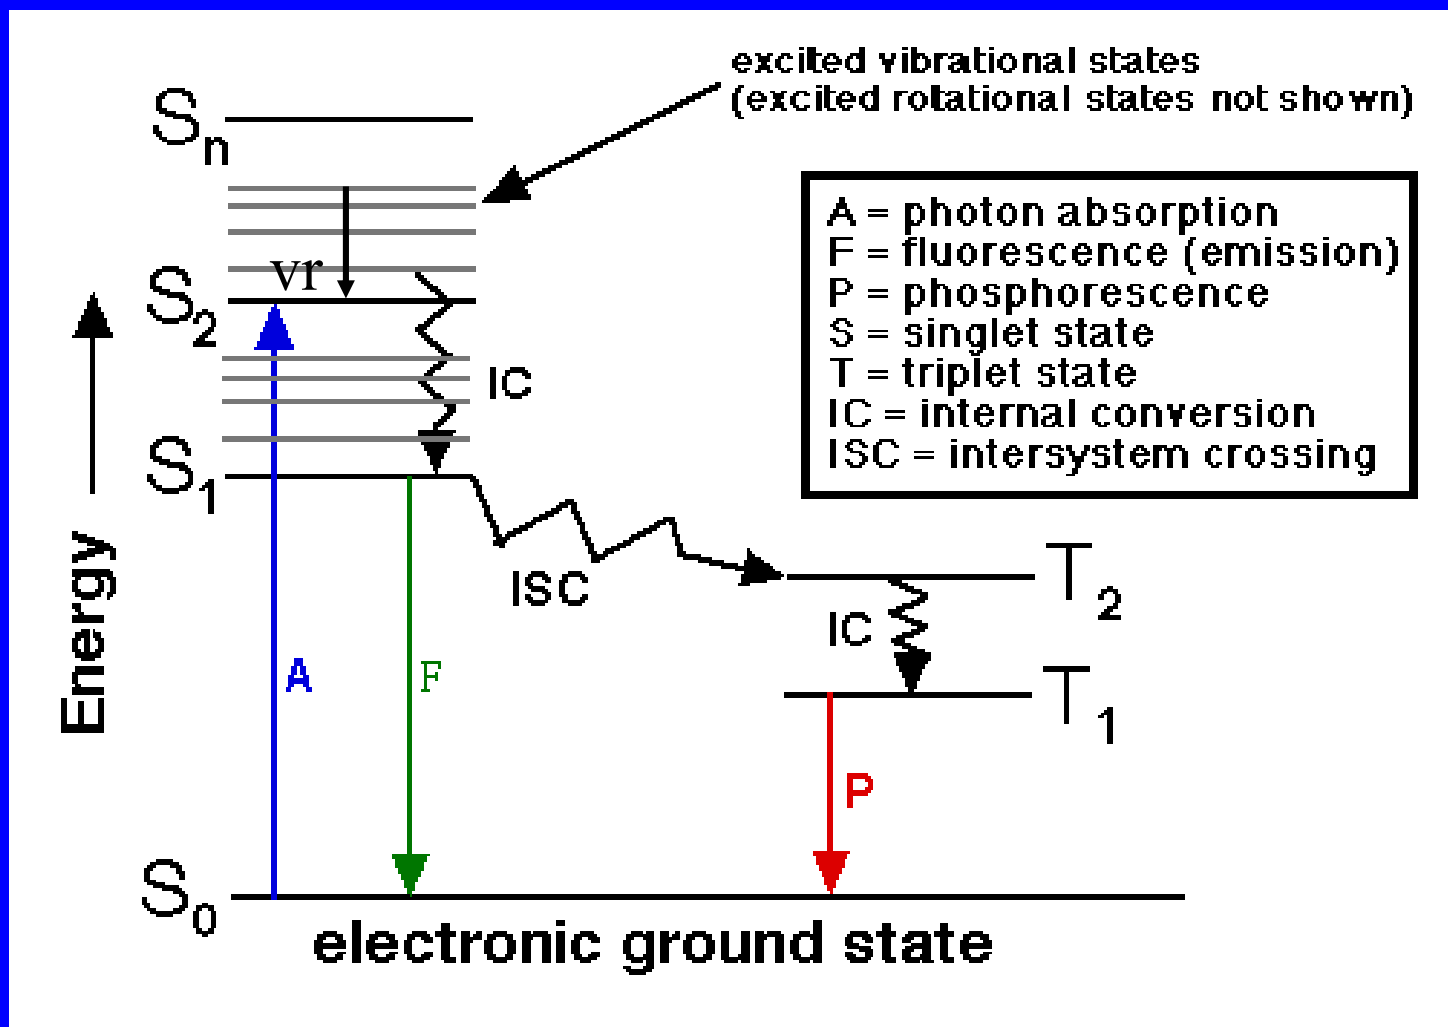 excited vibrational states
(excited rotational states not shown)
Sn
A = photon absorption
F = fluorescence (emission)
P = phosphorescence
S = singlet state
T = triplet state
IC = internal conversion
ISC = intersystem crossing
vr
S2
IC
S1
Energy
ISC
T2
IC
A
F
T1
P
S0
electronic ground state